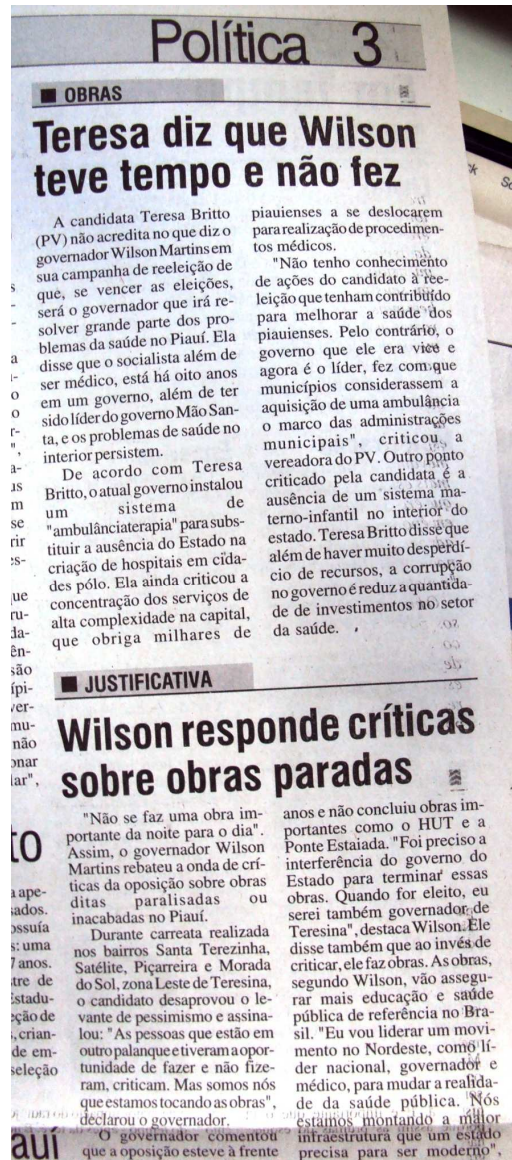 Política 3
OBRAS
Teresa diz que Wilson
teve tempo e não fez
A candidata Teresa Britto
(PV) não acredita no que diz o
governador Wilson Martins em
sua campanha de reeleição de
que, se vencer as eleições,
será o governador que irá re-
solver grande parte dos pro-
blemas da saúde no Piauí. Ela
disse que o socialista além de
ser médico, está há oito anos
em um governo, além de ter
sido líder do governo Mão San-
ta, e os problemas de saúde no
interior persistem.
De acordo com Teresa
Britto, o atual governo instalou
um sistema de
"ambulânciaterapia" para subs-
tituir a ausência do Estado na
criação de hospitais em cida-
des pólo. Ela ainda criticou a
concentração dos serviços de
alta complexidade na capital,
que obriga milhares de
piauienses a se deslocarem
para realização de procedimen-
tos médicos.
"Não tenho conhecimento
de ações do candidato à ree-
leição que tenham contribuído
para melhorar a saúde dos
piauienses. Pelo contrário, o
governo que ele era vice e
agora é o líder, fez com que
municípios considerassem a
aquisição de uma ambulância
o marco das administrações
municipais", criticou a
vereadora do PV. Outro ponto
criticado pela candidata é a
ausência de um sistema ma-
terno-infantil no interior do
estado. Teresa Britto disse que
além de haver muito desperdí-
cio de recursos, a corrupção
no governo é reduz a quantida-
de de investimentos no setor
da saúde.
JUSTIFICATIVA
Wilson responde críticas
sobre obras paradas
"Não se faz uma obra im-
portante da noite para o dia".
Assim, o governador Wilson
Martins rebateu a onda de crí-
ticas da oposição sobre obras
ditas paralisadas ou
inacabadas no Piauí.
Durante carreata realizada
nos bairros Santa Terezinha,
Satélite, Piçarreira e Morada
do Sol, zona Leste de Teresina,
o candidato desaprovou o le-
vante de pessimismo e assina-
lou: "As pessoas que estão em
outro palanque e tiveram a opor-
tunidade de fazer e não fize-
ram, criticam. Mas somos nós
que estamos tocando as obras",
declarou o governador.
O governador comentou
que a oposição esteve à frente
anos e não concluiu obras im-
portantes como o HUT e a
Ponte Estaiada. "Foi preciso a
interferência do governo do
Estado para terminar essas
obras. Quando for eleito, eu
serei também governador de
Teresina", destaca Wilson. Ele
disse também que ao invés de
criticar, ele faz obras. As obras,
segundo Wilson, vão assegu-
rar mais educação e saúde
pública de referência no Bra-
sil. "Eu vou liderar um movi-
mento no Nordeste, como lí-
der nacional, governador e
médico, para mudar a realida-
de da saúde pública. Nós
estamos montando a maior
infraestrutura que um estado
precisa para ser moderno",